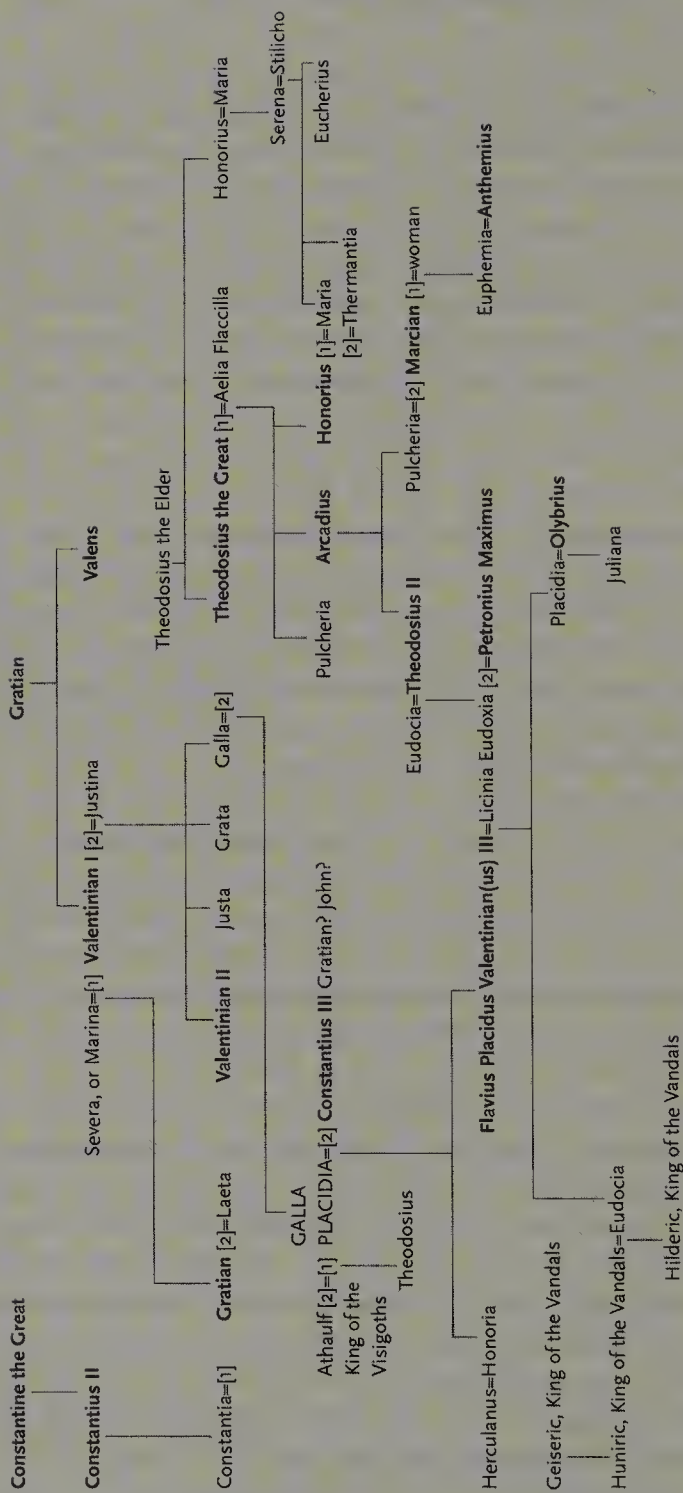 Constantine the Great Gratian
Constantius II Severa, or Marina=[1] Valentinian I [2]=Justina Valens
Theodosius the Elder
Constantia=[1] Gratian [2]=Laeta Valentinian II Justa Grata Galla=[2] Theodosius the Great [1]=Aelia Flaccilla Honorius=Maria
Serena=Stilicho
GALLA Pulcheria Arcadius Honorius [1]=Maria Eucherius
Athaulf [2]=[1] PLACIDIA=[2] Constantius III Gratian? John? [2]=Thermantia
King of the
Visigoths
Theodosius Eudocia=Theodosius II Pulcheria=[2] Marcian [1]=woman
Herculanus=Honoria Flavius Placidus Valentinian(us) III=Licinia Eudoxia [2]=Petronius Maximus Euphemia=Anthemius
Geiseric, King of the Vandals Placidia=Olybrius
Huniric, King of the Vandals=Eudocia Juliana
Hilderic, King of the Vandals